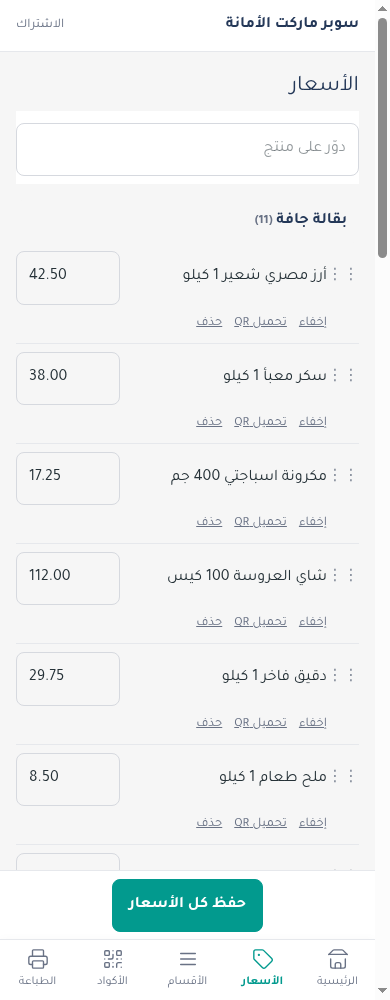 سوبر ماركت الأمانة
الاشتراك
الأسعار
دوّر على منتج
بقالة جافة (11)
أرز مصري شعير 1 كيلو
42.50
إخفاء تحميل QR حذف
سكر معبأ 1 كيلو
38.00
إخفاء تحميل QR حذف
مكرونة اسباجتي 400 جم
17.25
إخفاء تحميل QR حذف
شاي العروسة 100 كيس
112.00
إخفاء تحميل QR حذف
دقيق فاخر 1 كيلو
29.75
إخفاء تحميل QR حذف
ملح طعام 1 كيلو
8.50
إخفاء تحميل QR حذف
حفظ كل الأسعار
الرئيسية الأسعار الأقسام الأكواد الطباعة